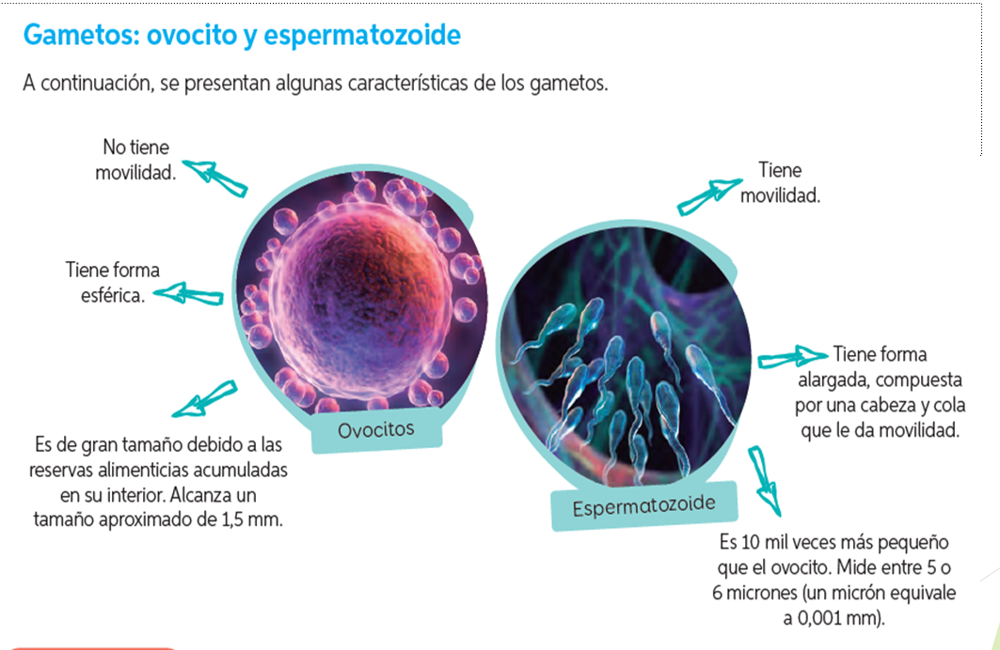 Gametos: ovocito y espermatozoide
A continuación, se presentan algunas características de los gametos.
No tiene
movilidad.
Tiene forma
esférica.
Es de gran tamaño debido a las
reservas alimenticias acumuladas
en su interior. Alcanza un
tamaño aproximado de 1,5 mm.
Ovocitos
Tiene
movilidad.
Tiene forma
alargada, compuesta
por una cabeza y cola
que le da movilidad.
Espermatozoide
Es 10 mil veces más pequeño
que el ovocito. Mide entre 5 o
6 micrones (un micrón equivale
a 0,001 mm).